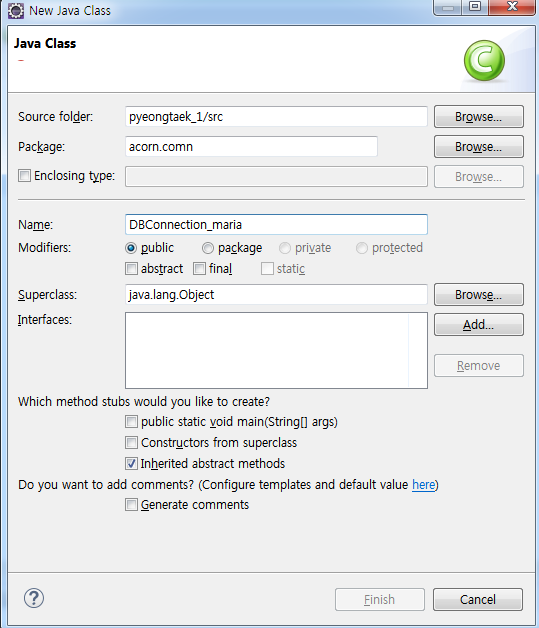 New Java Class
Java Class
Source folder: pyeongtaek_1/src Browse...
Package: acorn.comn Browse...
Enclosing type: Browse...
Name: DBConnection_maria
Modifiers: public package private protected
abstract final static
Superclass: java.lang.Object Browse...
Interfaces: Add...
Remove
Which method stubs would you like to create?
public static void main(String[] args)
Constructors from superclass
Inherited abstract methods
Do you want to add comments? (Configure templates and default value here)
Generate comments
? Finish Cancel